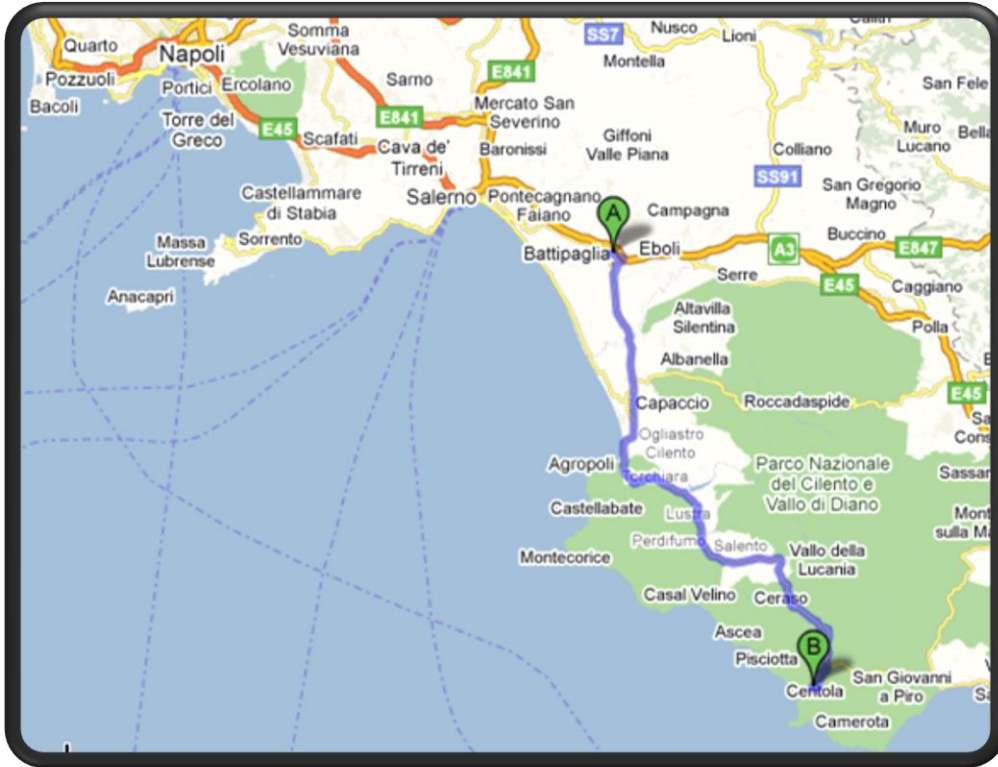 Quarto
Napoli
Somma
Vesuviana
SS7
Nusco
Lioni
Montella
Pozzuoli
Bacoli
Portici
Ercolano
Sarno
E841
San Fele
Torre del
Greco
E45
Scafati
E841
Mercato San
Severino
Cava de'
Tirreni
Baronissi
Giffoni
Valle Piana
Colliano
Muro
Lucano
SS91
San Gregorio
Magno
Castellammare
di Stabia
Salerno
Pontecagnano
Faiano
A
Campagna
Massa
Lubrense
Sorrento
Battipaglia
Eboli
A3
Buccino
E847
Anacapri
Serre
E45
Caggiano
Altavilla
Silentina
Polla
Albanella
E45
Capaccio
Roccadaspide
Ogliastro
Cilento
Agropoli
Torchiara
Parco Nazionale
del Cilento e
Vallo di Diano
Castellabate
Lustra
Perdifumo
Salento
Montecorice
Vallo della
Lucania
Casal Velino
Ceraso
Ascea
B
Pisciotta
Centola
San Giovanni
a Piro
Camerota